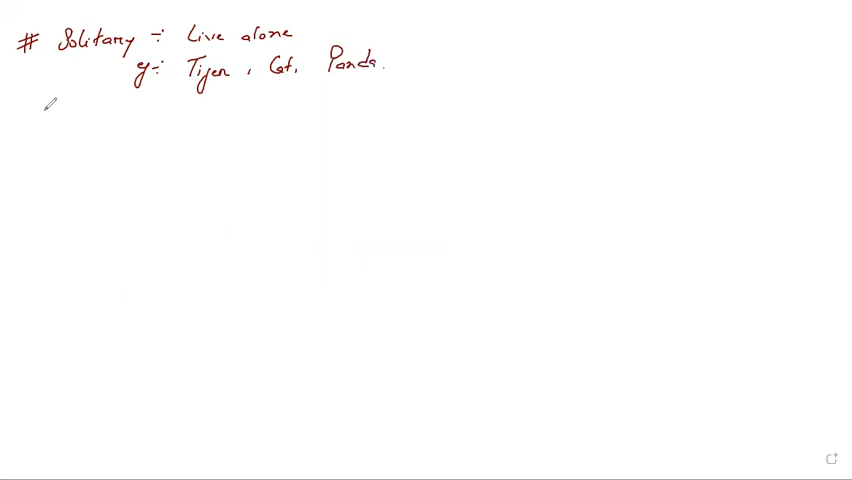 # Solitary ÷ Live alone
eg ÷ Tiger, Cat, Panda.